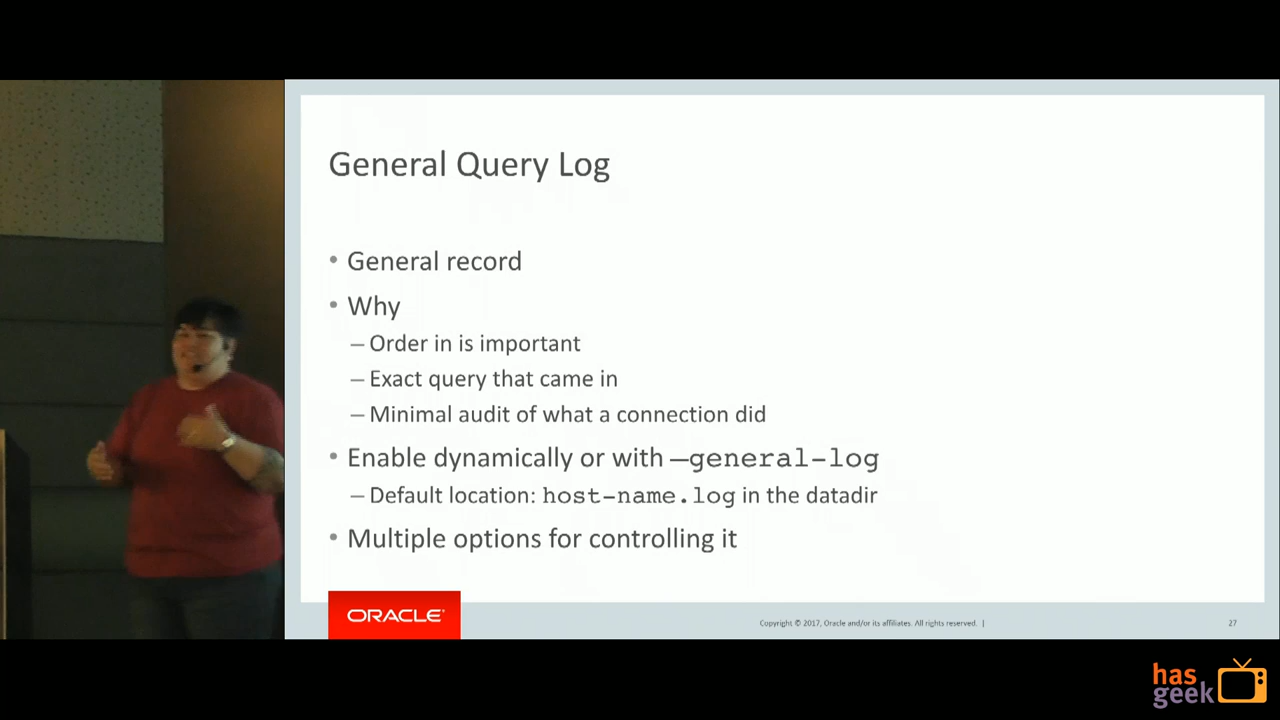 General Query Log
• General record
• Why
– Order in is important
– Exact query that came in
– Minimal audit of what a connection did
• Enable dynamically or with —general-log
– Default location: host-name.log in the datadir
• Multiple options for controlling it
ORACLE
Copyright © 2017, Oracle and/or its affiliates. All rights reserved. |
27
has
geek